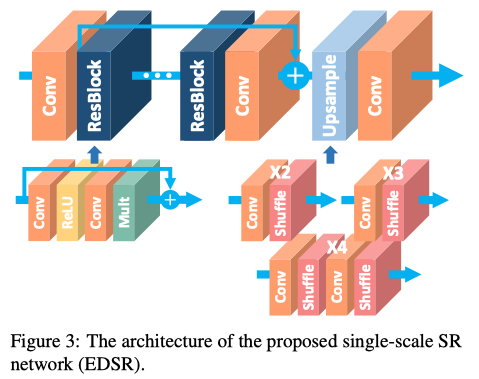 Conv
ResBlock
ResBlock
Conv
+
Upsample
Conv
Conv
ReLU
Conv
Mult
+
X2
Conv
Shuffle
X3
Conv
Shuffle
X4
Conv
Shuffle
Conv
Shuffle
Figure 3: The architecture of the proposed single-scale SR
network (EDSR).